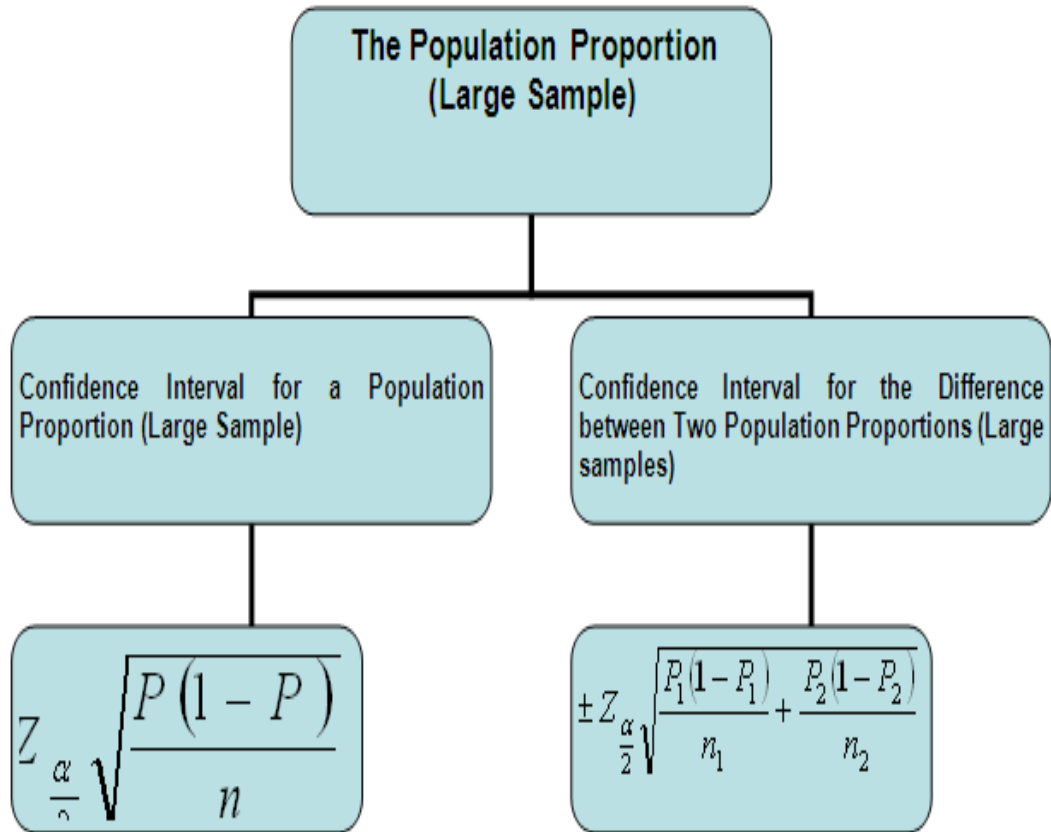 The Population Proportion
(Large Sample)
Confidence Interval for a Population
Proportion (Large Sample)
Confidence Interval for the Difference
between Two Population Proportions (Large
samples)
Z α/2 √(P(1 − P)/n)
± Z α/2 √(P₁(1−P₁)/n₁ + P₂(1−P₂)/n₂)